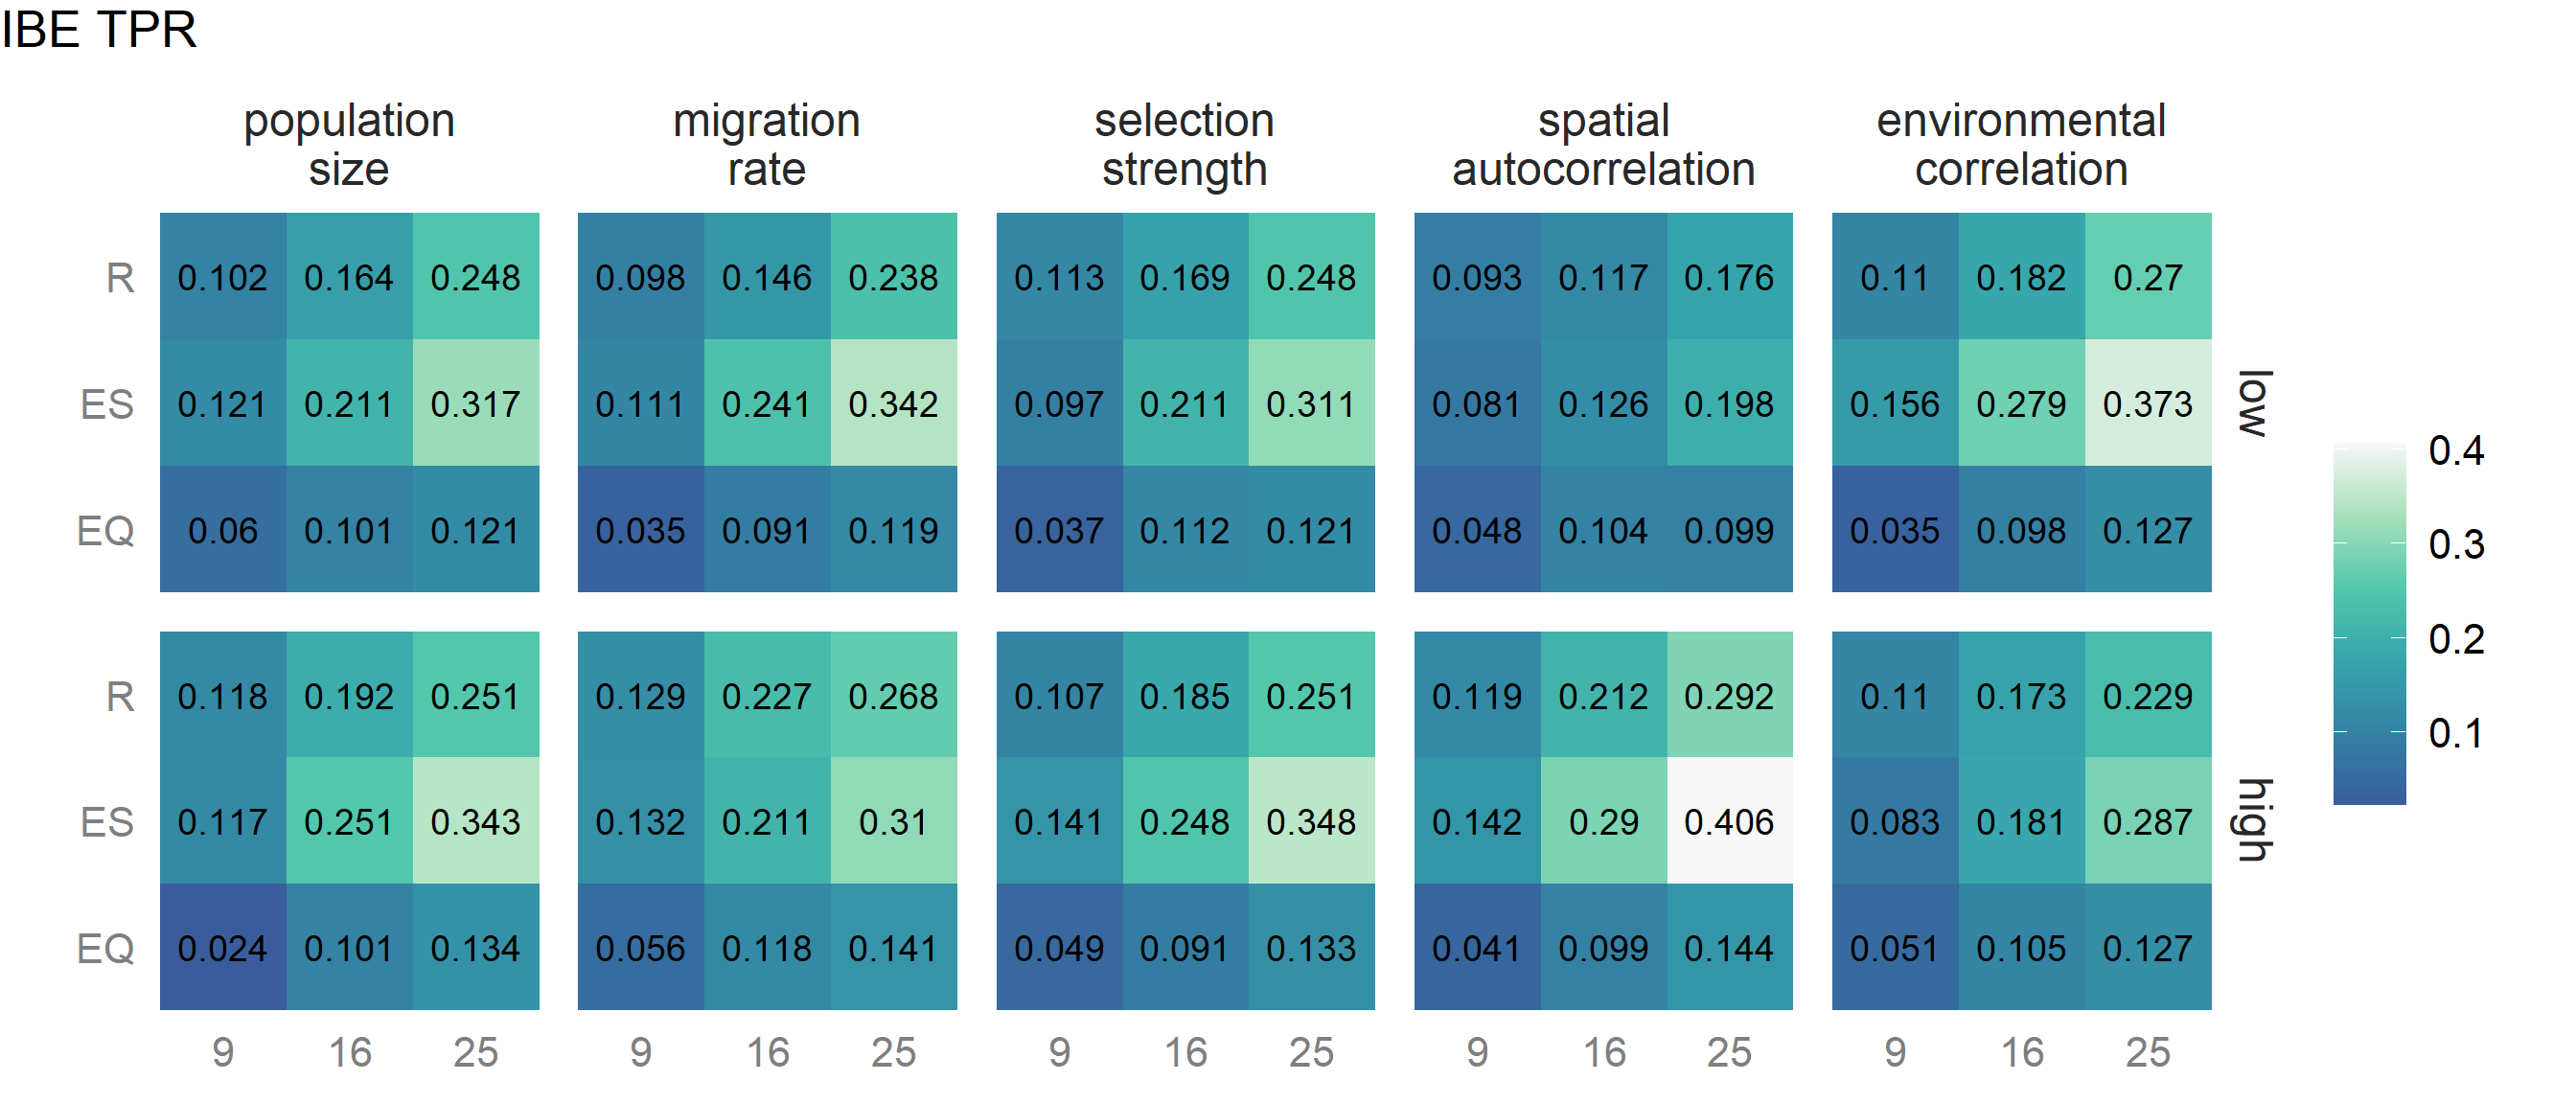 IBE TPR
population size
migration rate
selection strength
spatial autocorrelation
environmental correlation
R 0.102 0.164 0.248 0.098 0.146 0.238 0.113 0.169 0.248 0.093 0.117 0.176 0.11 0.182 0.27
ES 0.121 0.211 0.317 0.111 0.241 0.342 0.097 0.211 0.311 0.081 0.126 0.198 0.156 0.279 0.373
EQ 0.06 0.101 0.121 0.035 0.091 0.119 0.037 0.112 0.121 0.048 0.104 0.099 0.035 0.098 0.127
low
R 0.118 0.192 0.251 0.129 0.227 0.268 0.107 0.185 0.251 0.119 0.212 0.292 0.11 0.173 0.229
ES 0.117 0.251 0.343 0.132 0.211 0.31 0.141 0.248 0.348 0.142 0.29 0.406 0.083 0.181 0.287
EQ 0.024 0.101 0.134 0.056 0.118 0.141 0.049 0.091 0.133 0.041 0.099 0.144 0.051 0.105 0.127
high
9 16 25 9 16 25 9 16 25 9 16 25 9 16 25
0.4
0.3
0.2
0.1